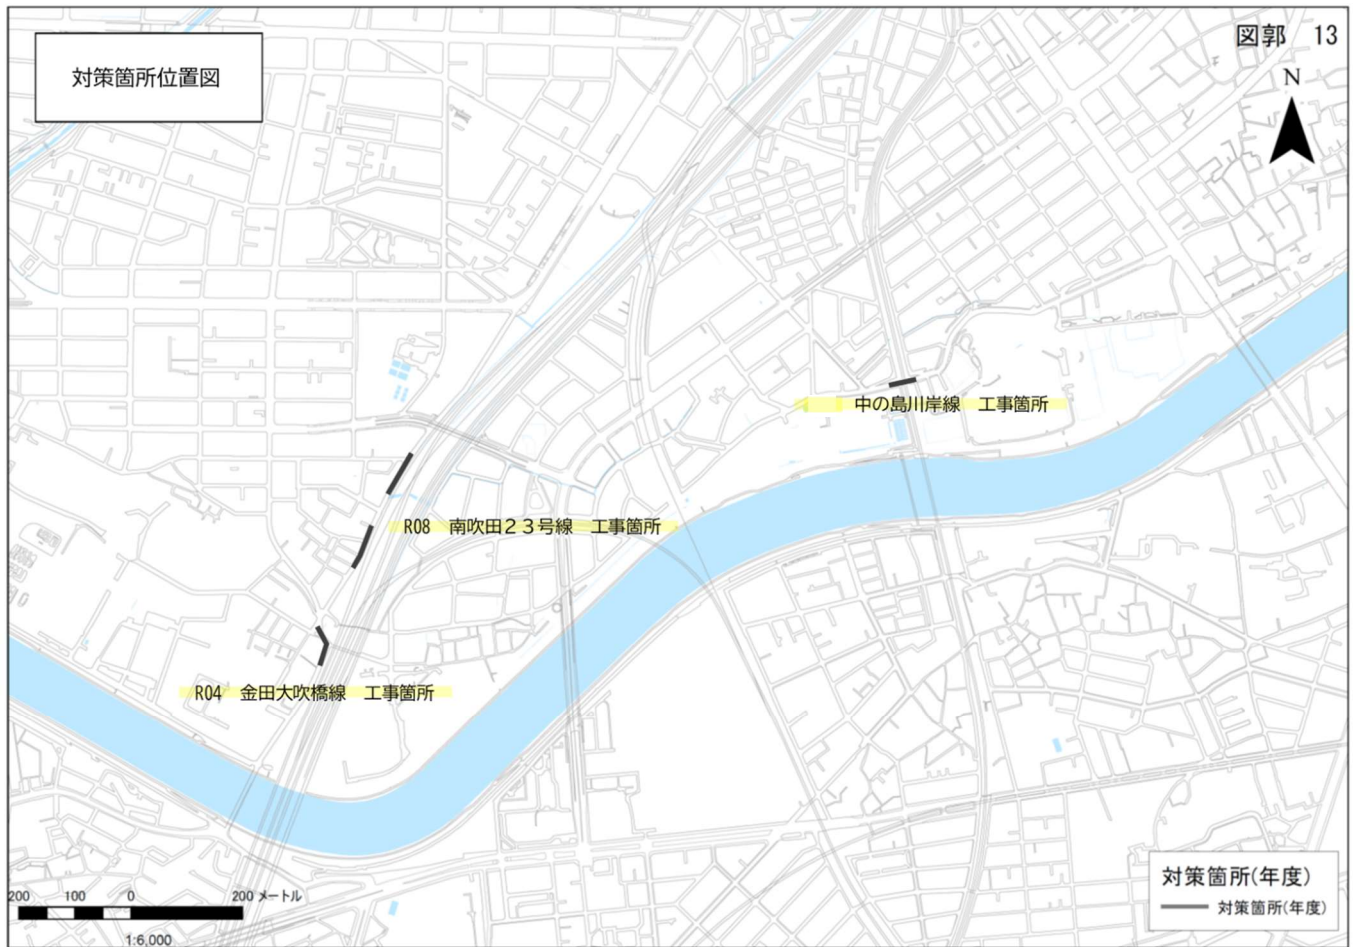 図郭　13
対策箇所位置図
N
中の島川岸線　工事箇所
R08　南吹田２３号線　工事箇所
R04　金田大吹橋線　工事箇所
対策箇所(年度)
対策箇所(年度)
200 100 0 200 メートル
1:6,000